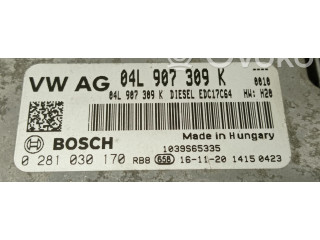 VW AG 04L 907 309 K ----
04L 907 309 K DIESEL EDC17C64 0010
HW: H20
Made in Hungary
BOSCH 1039S65335
0 281 030 170 RB8 658 16-11-20 1415 0423